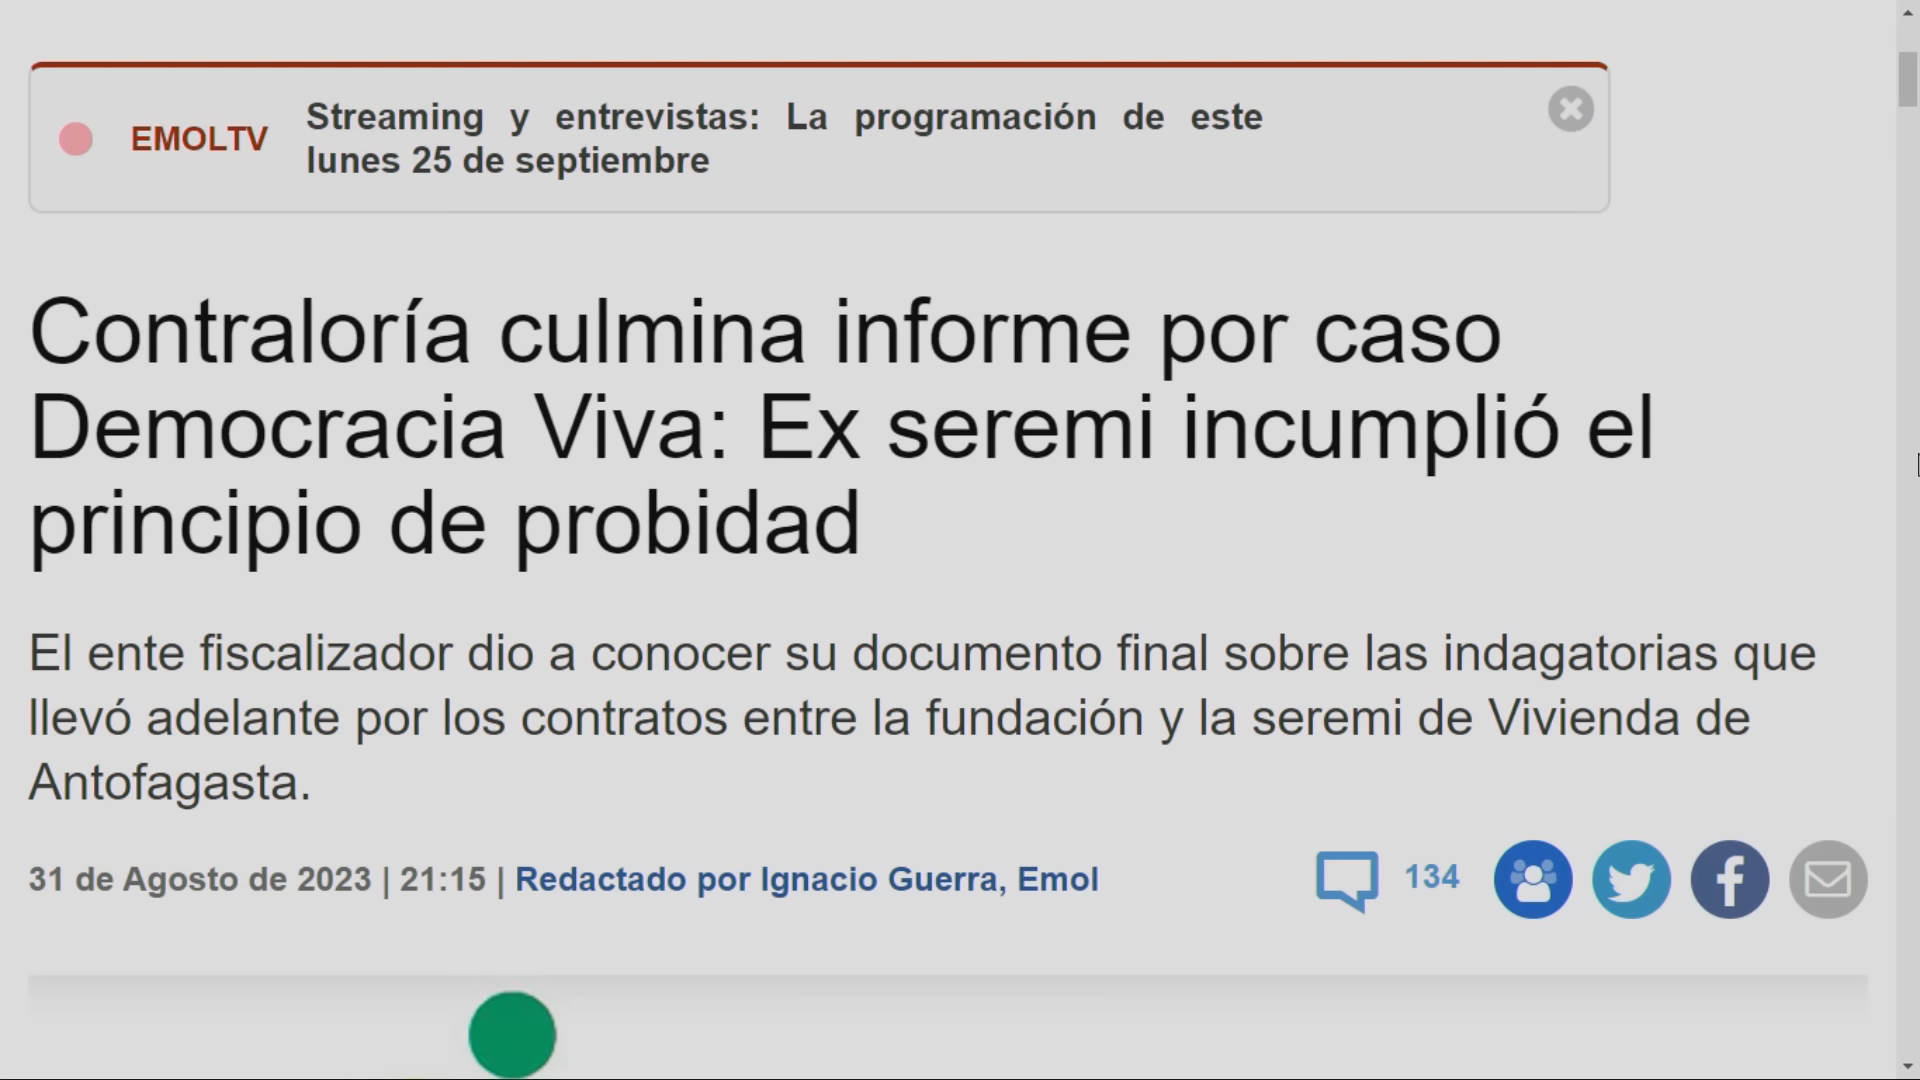 EMOLTV
Streaming y entrevistas: La programación de este
lunes 25 de septiembre
Contraloría culmina informe por caso
Democracia Viva: Ex seremi incumplió el
principio de probidad
El ente fiscalizador dio a conocer su documento final sobre las indagatorias que
llevó adelante por los contratos entre la fundación y la seremi de Vivienda de
Antofagasta.
31 de Agosto de 2023 | 21:15 | Redactado por Ignacio Guerra, Emol
134